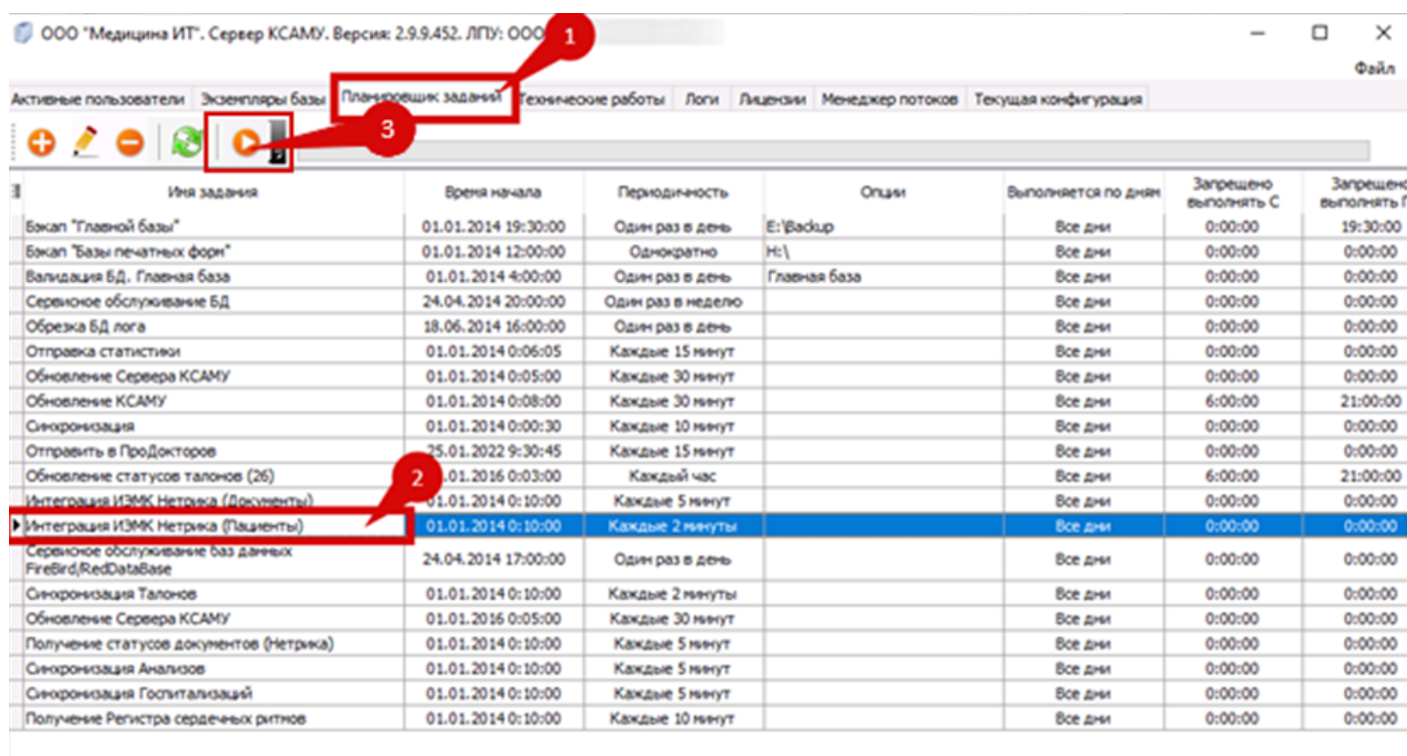 ООО "Медицина ИТ". Сервер КСАМУ. Версия: 2.9.9.452. ЛПУ: ООО
1
Файл
Активные пользователи Экземпляры базы Планировщик заданий Технические работы Логи Лицензии Менеджер потоков Текущая конфигурация
3
Имя задания Время начала Периодичность Опции Выполняется по дням Запрещено выполнять С Запрещено выполнять П
Бэкап "Главной базы" 01.01.2014 19:30:00 Один раз в день E:\Backup Все дни 0:00:00 19:30:00
Бэкап "Базы печатных форм" 01.01.2014 12:00:00 Однократно H:\ Все дни 0:00:00 0:00:00
Валидация БД. Главная база 01.01.2014 4:00:00 Один раз в день Главная база Все дни 0:00:00 0:00:00
Сервисное обслуживание БД 24.04.2014 20:00:00 Один раз в неделю Все дни 0:00:00 0:00:00
Обрезка БД лога 18.06.2014 16:00:00 Один раз в день Все дни 0:00:00 0:00:00
Отправка статистики 01.01.2014 0:06:05 Каждые 15 минут Все дни 0:00:00 0:00:00
Обновление Сервера КСАМУ 01.01.2014 0:05:00 Каждые 30 минут Все дни 0:00:00 0:00:00
Обновление КСАМУ 01.01.2014 0:08:00 Каждые 30 минут Все дни 6:00:00 21:00:00
Синхронизация 01.01.2014 0:00:30 Каждые 10 минут Все дни 0:00:00 0:00:00
Отправить в ПроДокторов 25.01.2022 9:30:45 Каждые 15 минут Все дни 0:00:00 0:00:00
2
Обновление статусов талонов (26) .01.2016 0:03:00 Каждый час Все дни 6:00:00 21:00:00
Интеграция ИЭМК Нетрика (Документы) 01.01.2014 0:10:00 Каждые 5 минут Все дни 0:00:00 0:00:00
Интеграция ИЭМК Нетрика (Пациенты) 01.01.2014 0:10:00 Каждые 2 минуты Все дни 0:00:00 0:00:00
Сервисное обслуживание баз данных
FireBird/RedDataBase 24.04.2014 17:00:00 Один раз в день Все дни 0:00:00 0:00:00
Синхронизация Талонов 01.01.2014 0:10:00 Каждые 2 минуты Все дни 0:00:00 0:00:00
Обновление Сервера КСАМУ 01.01.2016 0:05:00 Каждые 30 минут Все дни 0:00:00 0:00:00
Получение статусов документов (Нетрика) 01.01.2014 0:10:00 Каждые 5 минут Все дни 0:00:00 0:00:00
Синхронизация Анализов 01.01.2014 0:10:00 Каждые 5 минут Все дни 0:00:00 0:00:00
Синхронизация Госпитализаций 01.01.2014 0:10:00 Каждые 5 минут Все дни 0:00:00 0:00:00
Получение Регистра сердечных ритмов 01.01.2014 0:10:00 Каждые 10 минут Все дни 0:00:00 0:00:00